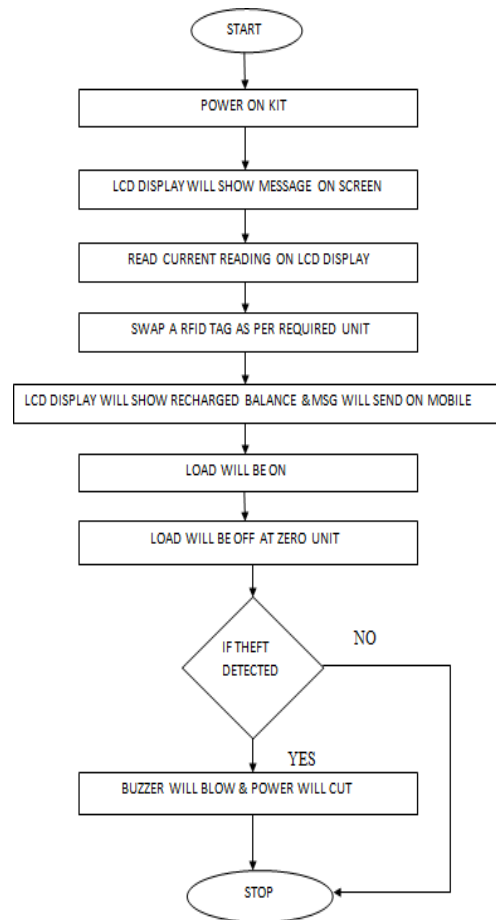 START
POWER ON KIT
LCD DISPLAY WILL SHOW MESSAGE ON SCREEN
READ CURRENT READING ON LCD DISPLAY
SWAP A RFID TAG AS PER REQUIRED UNIT
LCD DISPLAY WILL SHOW RECHARGED BALANCE &MSG WILL SEND ON MOBILE
LOAD WILL BE ON
LOAD WILL BE OFF AT ZERO UNIT
IF THEFT
DETECTED
NO
YES
BUZZER WILL BLOW & POWER WILL CUT
STOP